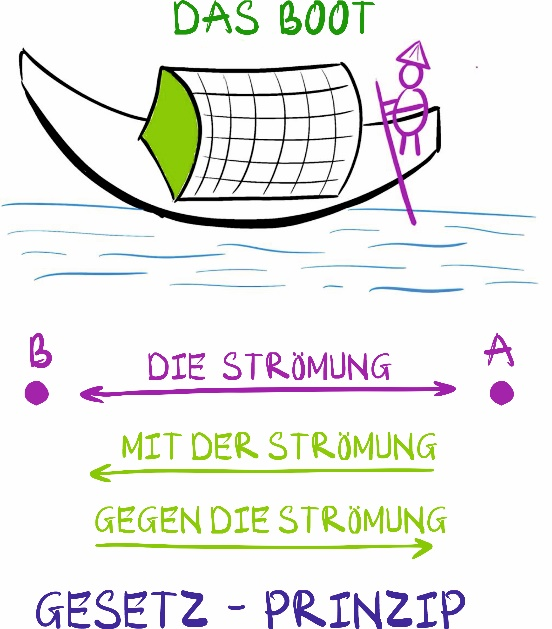 DAS BOOT
B
A
DIE STRÖMUNG
MIT DER STRÖMUNG
GEGEN DIE STRÖMUNG
GESETZ - PRINZIP